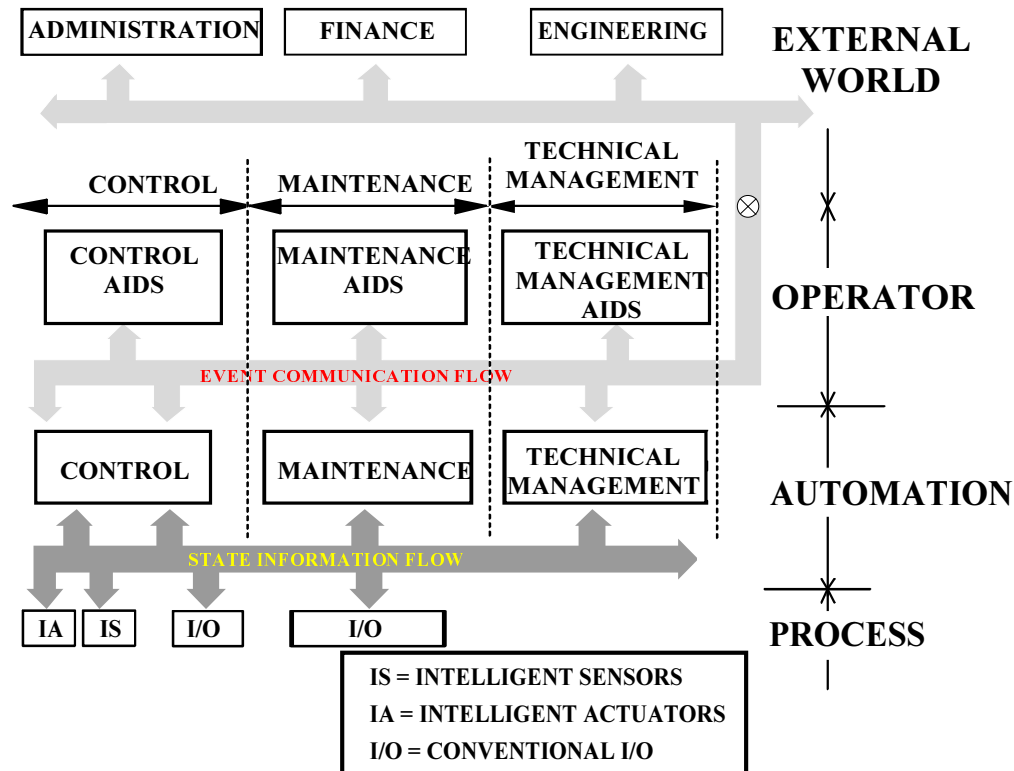 ADMINISTRATION
FINANCE
ENGINEERING
EXTERNAL
WORLD
CONTROL
MAINTENANCE
TECHNICAL
MANAGEMENT
CONTROL
AIDS
MAINTENANCE
AIDS
TECHNICAL
MANAGEMENT
AIDS
OPERATOR
EVENT COMMUNICATION FLOW
CONTROL
MAINTENANCE
TECHNICAL
MANAGEMENT
AUTOMATION
STATE INFORMATION FLOW
IA
IS
I/O
I/O
PROCESS
IS = INTELLIGENT SENSORS
IA = INTELLIGENT ACTUATORS
I/O = CONVENTIONAL I/O